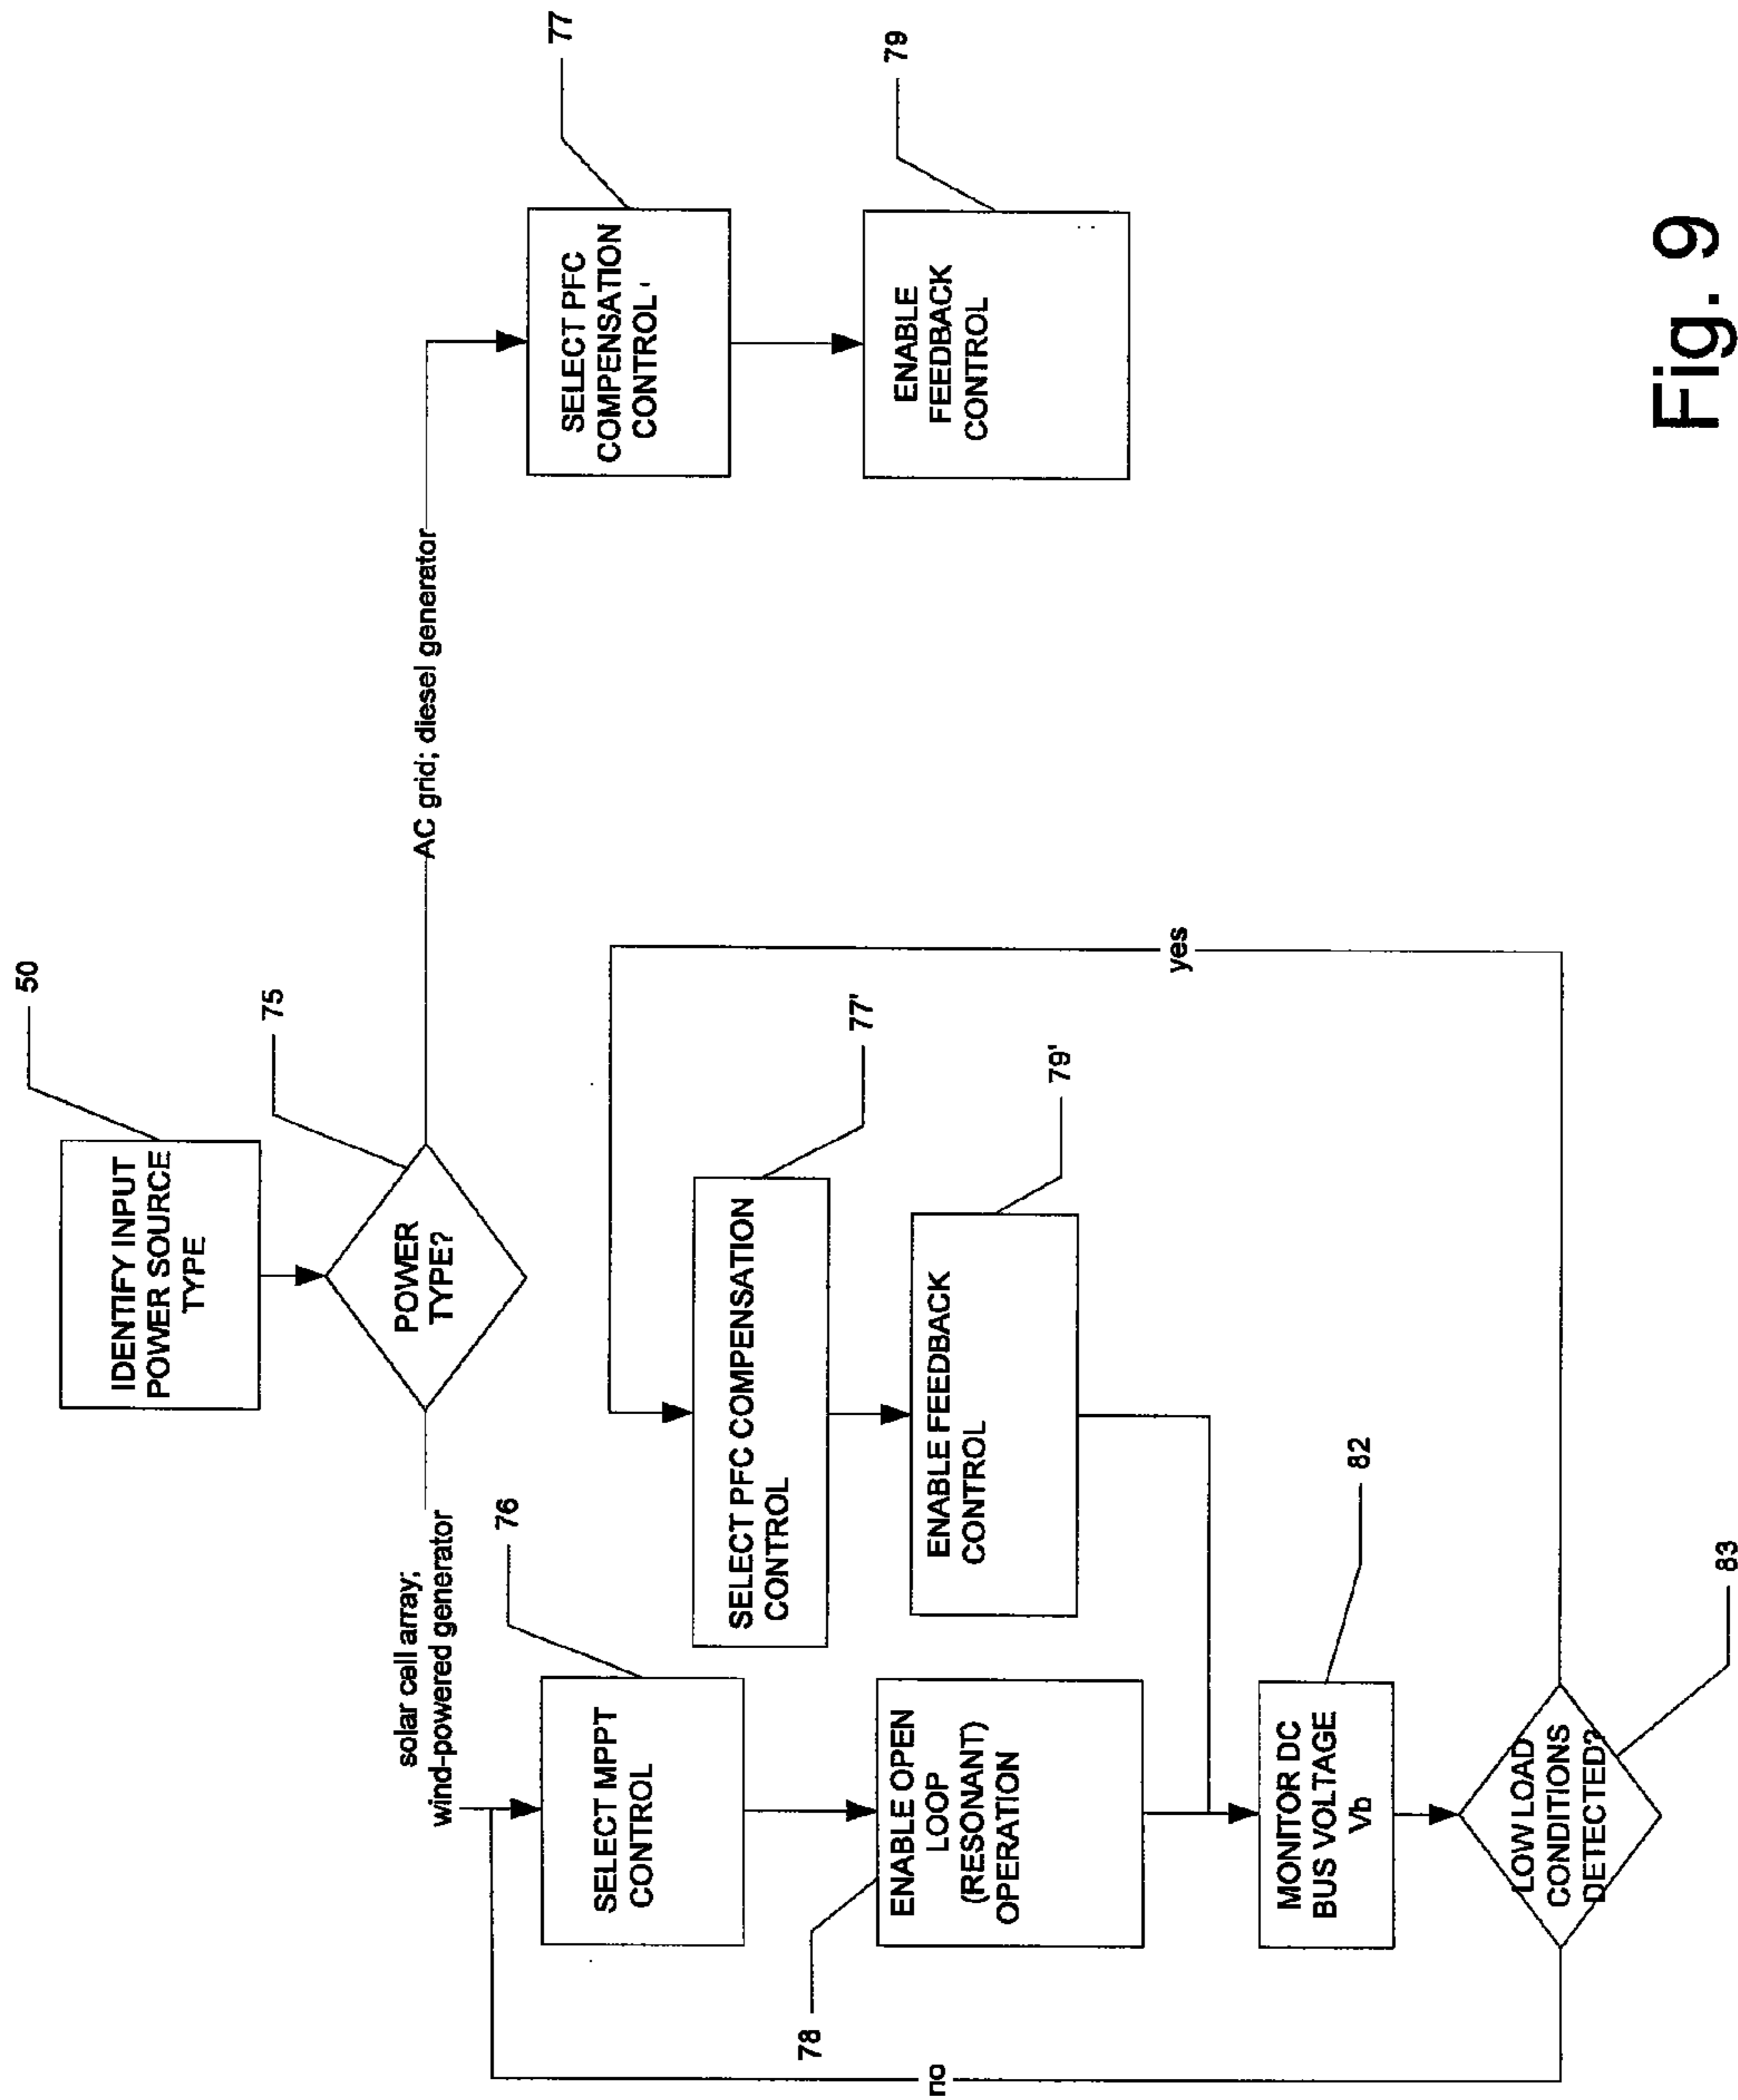 50
IDENTIFY INPUT
POWER SOURCE
TYPE
75
POWER
TYPE?
solar cell array;
wind-powered generator
AC grid; diesel generator
76
SELECT MPPT
CONTROL
77
SELECT PFC
COMPENSATION
CONTROL
77'
SELECT PFC COMPENSATION
CONTROL
78
ENABLE OPEN
LOOP
(RESONANT)
OPERATION
79'
ENABLE FEEDBACK
CONTROL
79
ENABLE
FEEDBACK
CONTROL
82
MONITOR DC
BUS VOLTAGE
Vb
83
LOW LOAD
CONDITIONS
DETECTED?
no
yes
Fig. 9